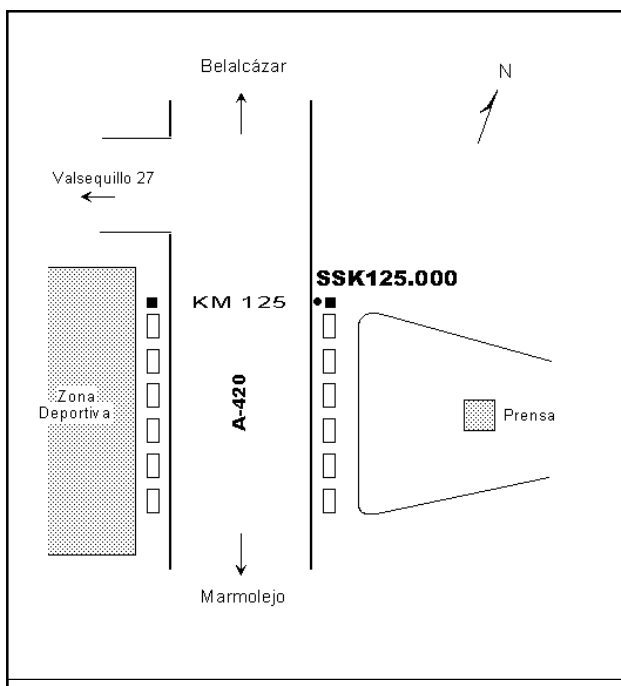 Belalcázar
N
Valsequillo 27
SSK125.000
KM 125
A-420
Zona
Deportiva
Prensa
Marmolejo